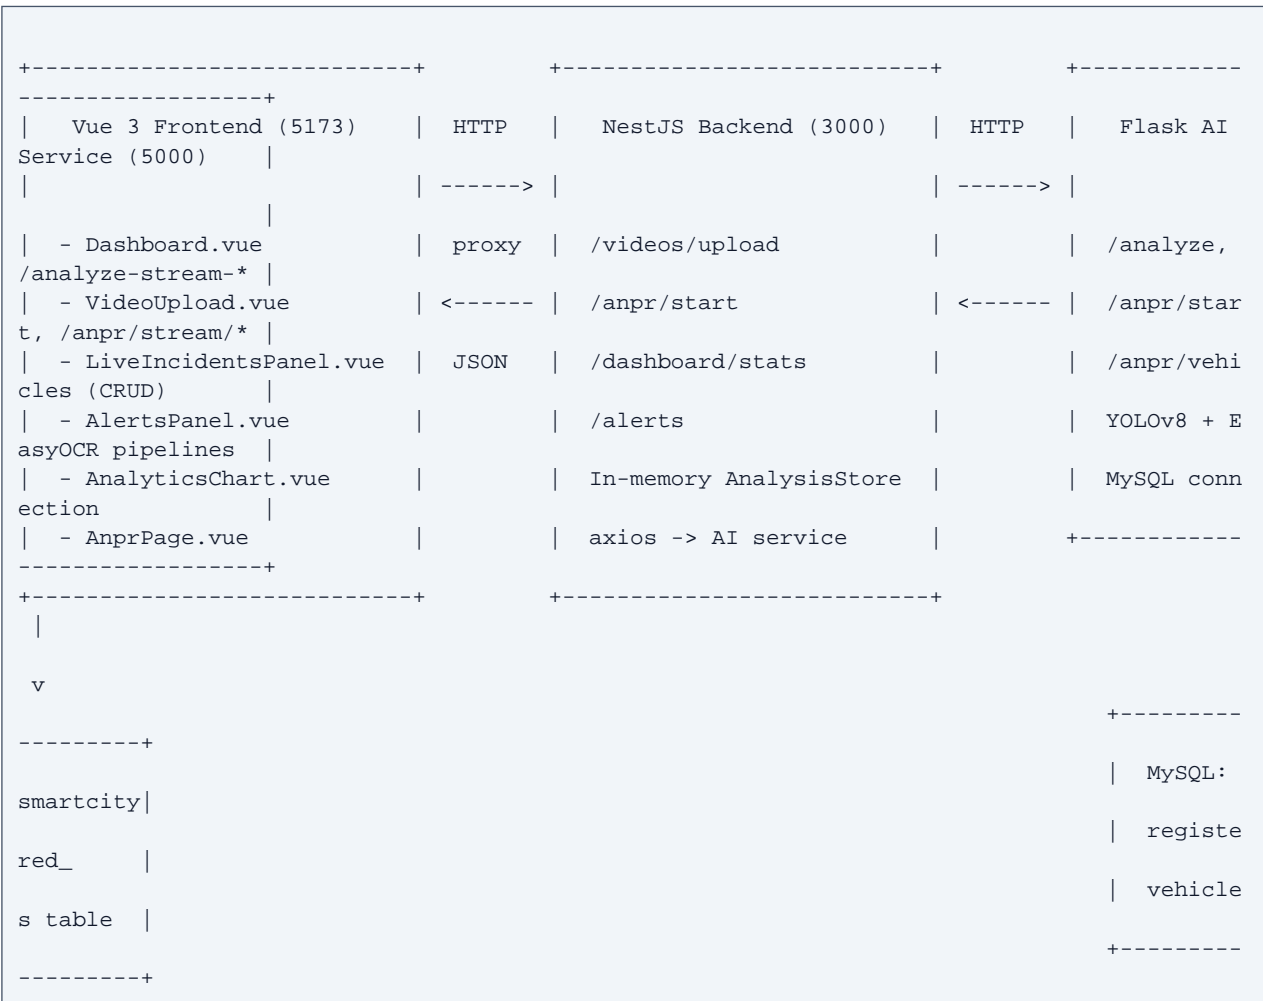 +----------------------------+         +---------------------------+         +------------
------------------+
|   Vue 3 Frontend (5173)    |  HTTP   |   NestJS Backend (3000)   |  HTTP   |   Flask AI
Service (5000)    |
|                            | ------> |                           | ------> |
                  |
|  - Dashboard.vue           |  proxy  |  /videos/upload           |         |  /analyze,
/analyze-stream-* |
|  - VideoUpload.vue         | <------ |  /anpr/start              | <------ |  /anpr/star
t, /anpr/stream/* |
|  - LiveIncidentsPanel.vue  |  JSON   |  /dashboard/stats         |         |  /anpr/vehi
cles (CRUD)       |
|  - AlertsPanel.vue         |         |  /alerts                  |         |  YOLOv8 + E
asyOCR pipelines  |
|  - AnalyticsChart.vue      |         |  In-memory AnalysisStore  |         |  MySQL conn
ection            |
|  - AnprPage.vue            |         |  axios -> AI service      |         +------------
------------------+
+----------------------------+         +---------------------------+
 |
 v
                                                                                +---------
---------+
                                                                                |  MySQL:
smartcity|
                                                                                |  registe
red_     |
                                                                                |  vehicle
s table  |
                                                                                +---------
---------+